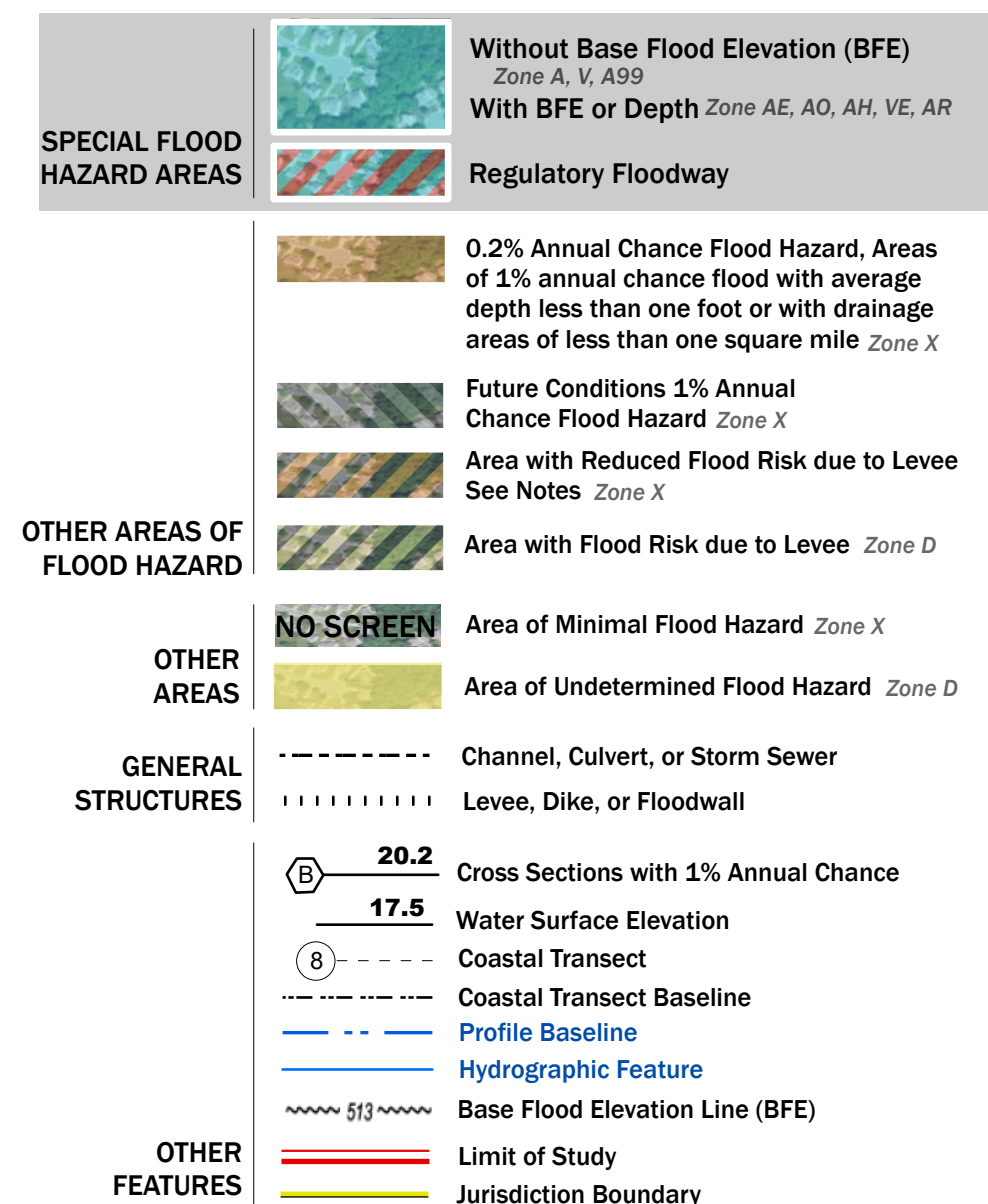 SPECIAL FLOOD
HAZARD AREAS
Without Base Flood Elevation (BFE)
Zone A, V, A99
With BFE or Depth Zone AE, AO, AH, VE, AR
Regulatory Floodway
OTHER AREAS OF
FLOOD HAZARD
0.2% Annual Chance Flood Hazard, Areas
of 1% annual chance flood with average
depth less than one foot or with drainage
areas of less than one square mile Zone X
Future Conditions 1% Annual
Chance Flood Hazard Zone X
Area with Reduced Flood Risk due to Levee
See Notes Zone X
Area with Flood Risk due to Levee Zone D
OTHER
AREAS
NO SCREEN Area of Minimal Flood Hazard Zone X
Area of Undetermined Flood Hazard Zone D
GENERAL
STRUCTURES
Channel, Culvert, or Storm Sewer
Levee, Dike, or Floodwall
OTHER
FEATURES
B 20.2 Cross Sections with 1% Annual Chance
17.5 Water Surface Elevation
8 Coastal Transect
Coastal Transect Baseline
Profile Baseline
Hydrographic Feature
513 Base Flood Elevation Line (BFE)
Limit of Study
Jurisdiction Boundary